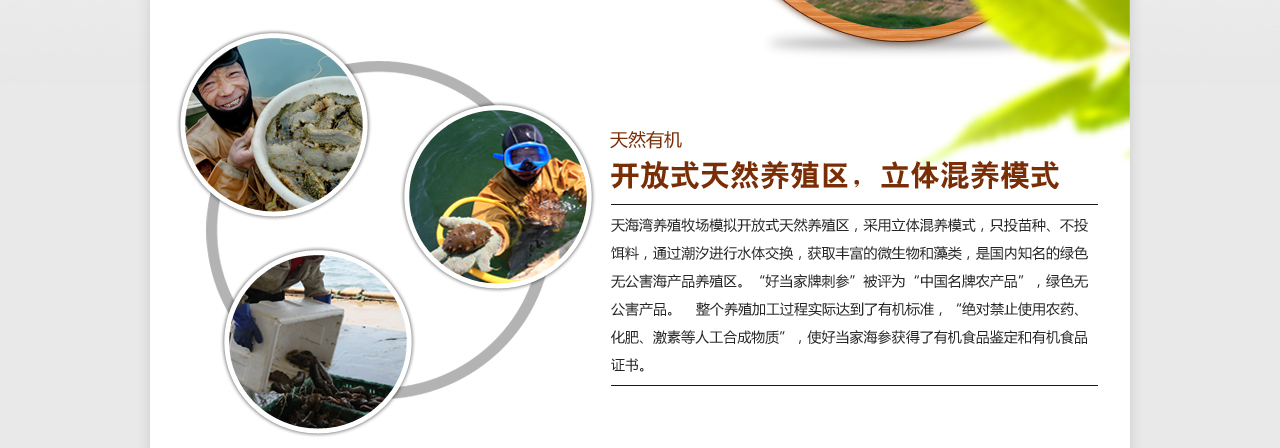 天然有机
开放式天然养殖区，立体混养模式
天海湾养殖牧场模拟开放式天然养殖区，采用立体混养模式，只投苗种、不投
饵料，通过潮汐进行水体交换，获取丰富的微生物和藻类，是国内知名的绿色
无公害海产品养殖区。“好当家牌刺参”被评为“中国名牌农产品”，绿色无
公害产品。　整个养殖加工过程实际达到了有机标准，“绝对禁止使用农药、
化肥、激素等人工合成物质”，使好当家海参获得了有机食品鉴定和有机食品
证书。